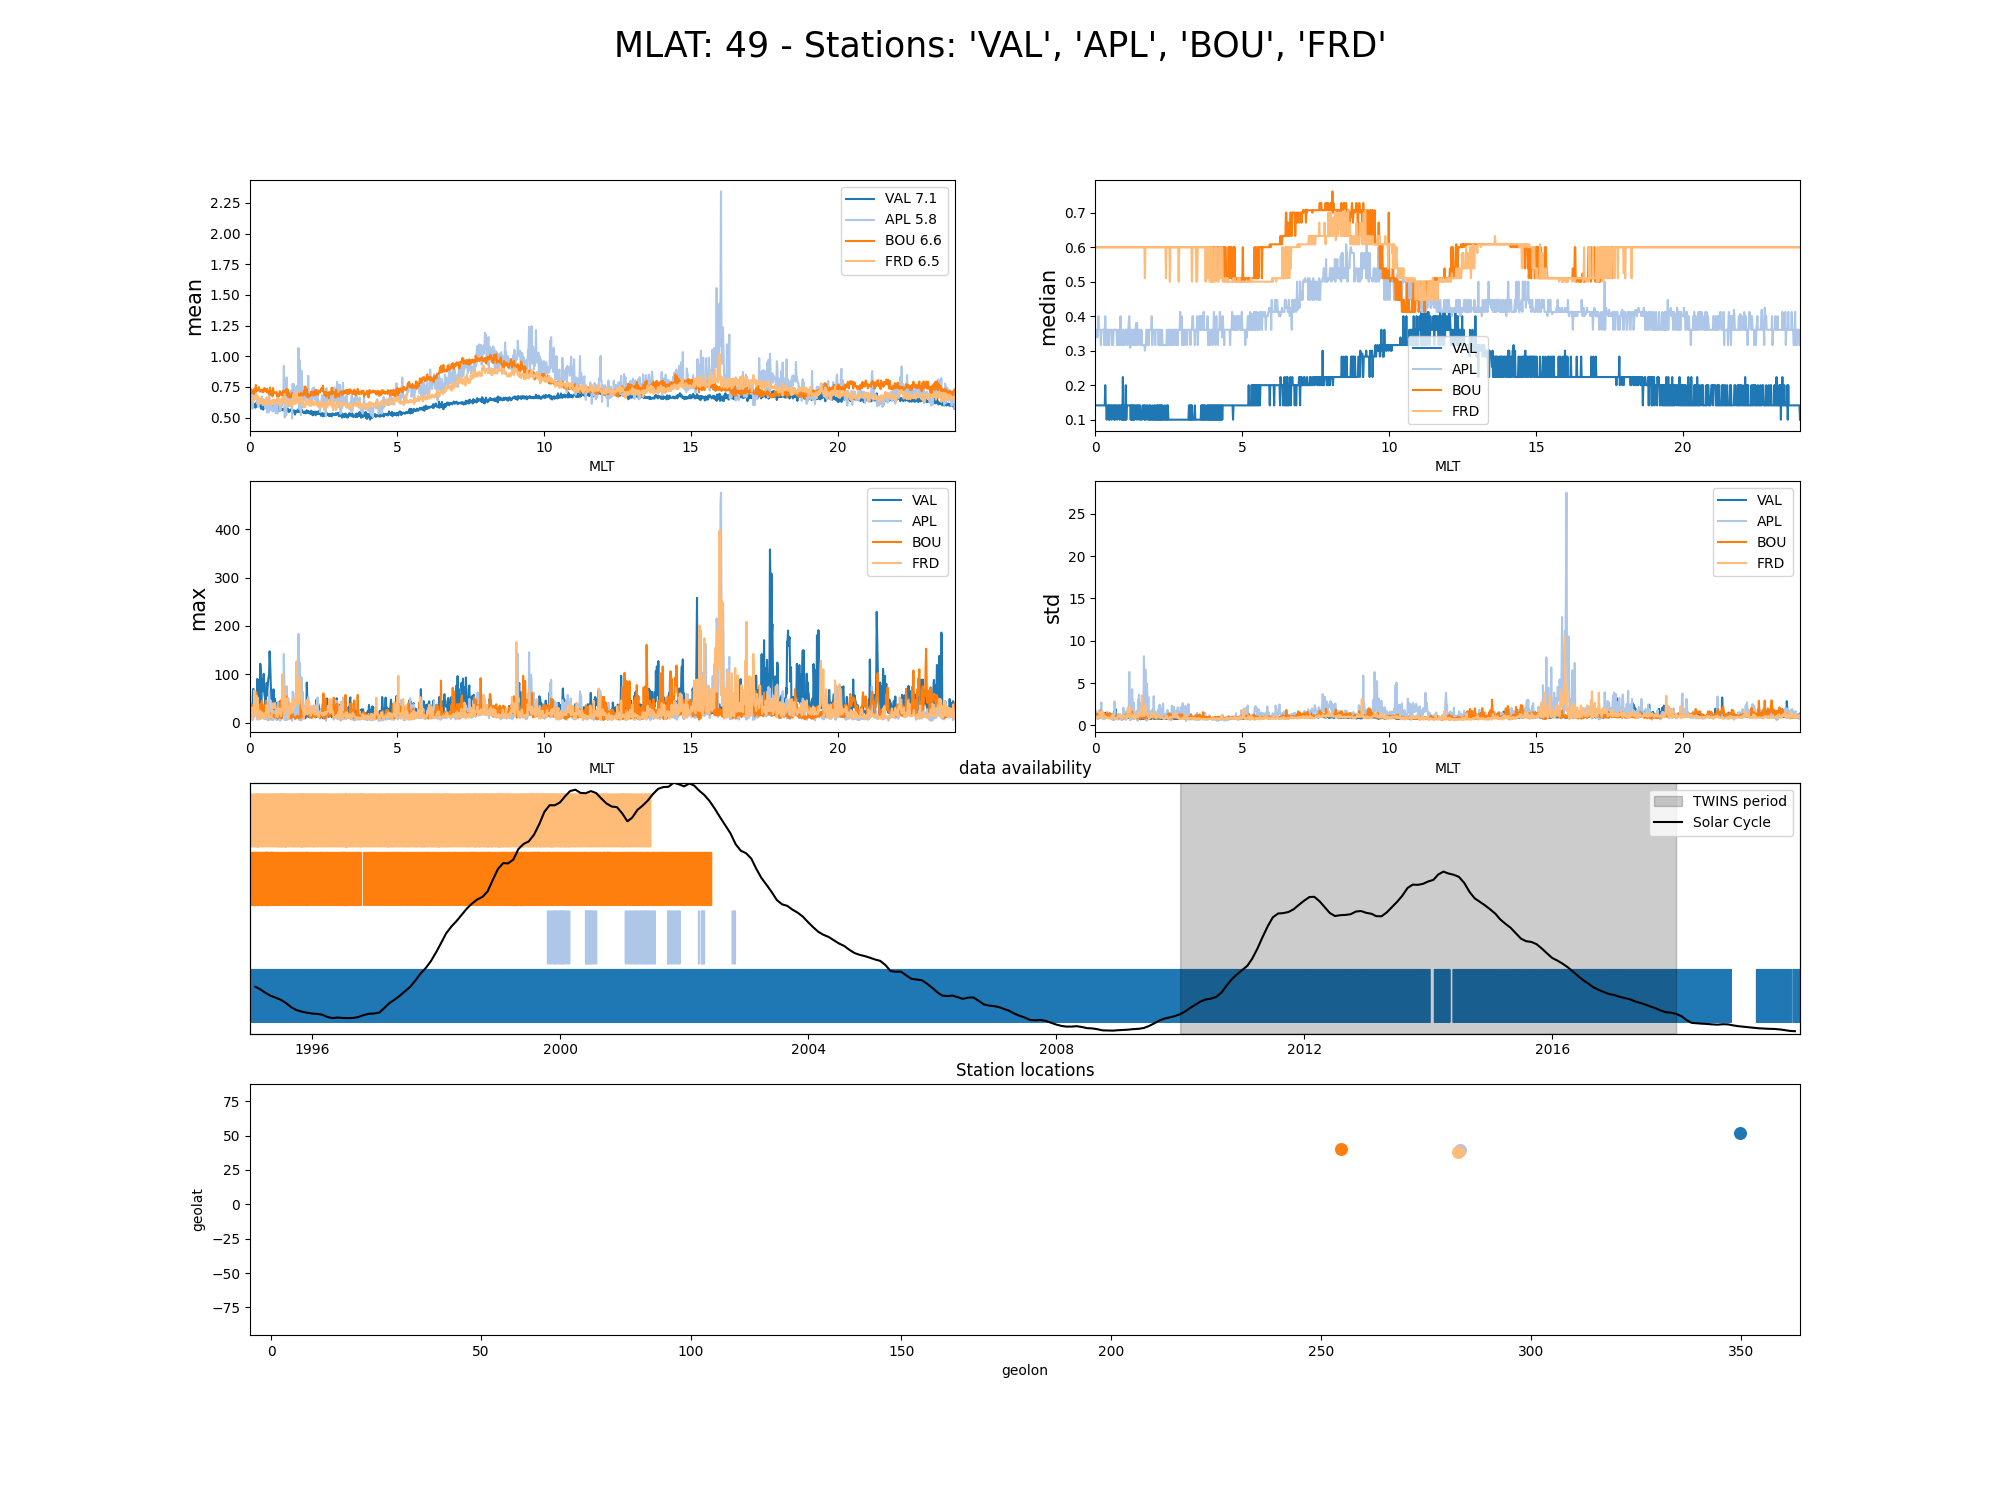 MLAT: 49 - Stations: 'VAL', 'APL', 'BOU', 'FRD'
mean
2.25
2.00
1.75
1.50
1.25
1.00
0.75
0.50
0 5 10 15 20
MLT
VAL 7.1
APL 5.8
BOU 6.6
FRD 6.5
median
0.7
0.6
0.5
0.4
0.3
0.2
0.1
0 5 10 15 20
MLT
VAL
APL
BOU
FRD
max
400
300
200
100
0
0 5 10 15 20
MLT
VAL
APL
BOU
FRD
std
25
20
15
10
5
0
0 5 10 15 20
MLT
VAL
APL
BOU
FRD
data availability
TWINS period
Solar Cycle
1996 2000 2004 2008 2012 2016
Station locations
geolat
75
50
25
0
−25
−50
−75
0 50 100 150 200 250 300 350
geolon